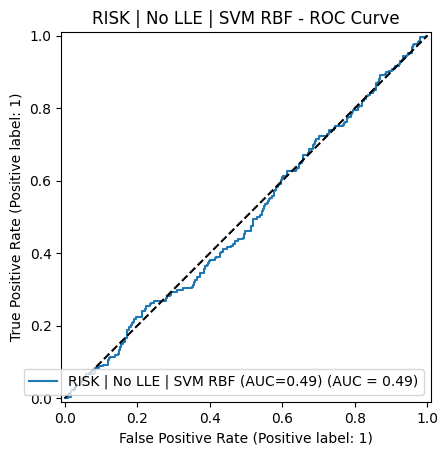 RISK | No LLE | SVM RBF - ROC Curve
True Positive Rate (Positive label: 1)
1.0
0.8
0.6
0.4
0.2
0.0
RISK | No LLE | SVM RBF (AUC=0.49) (AUC = 0.49)
0.0 0.2 0.4 0.6 0.8 1.0
False Positive Rate (Positive label: 1)